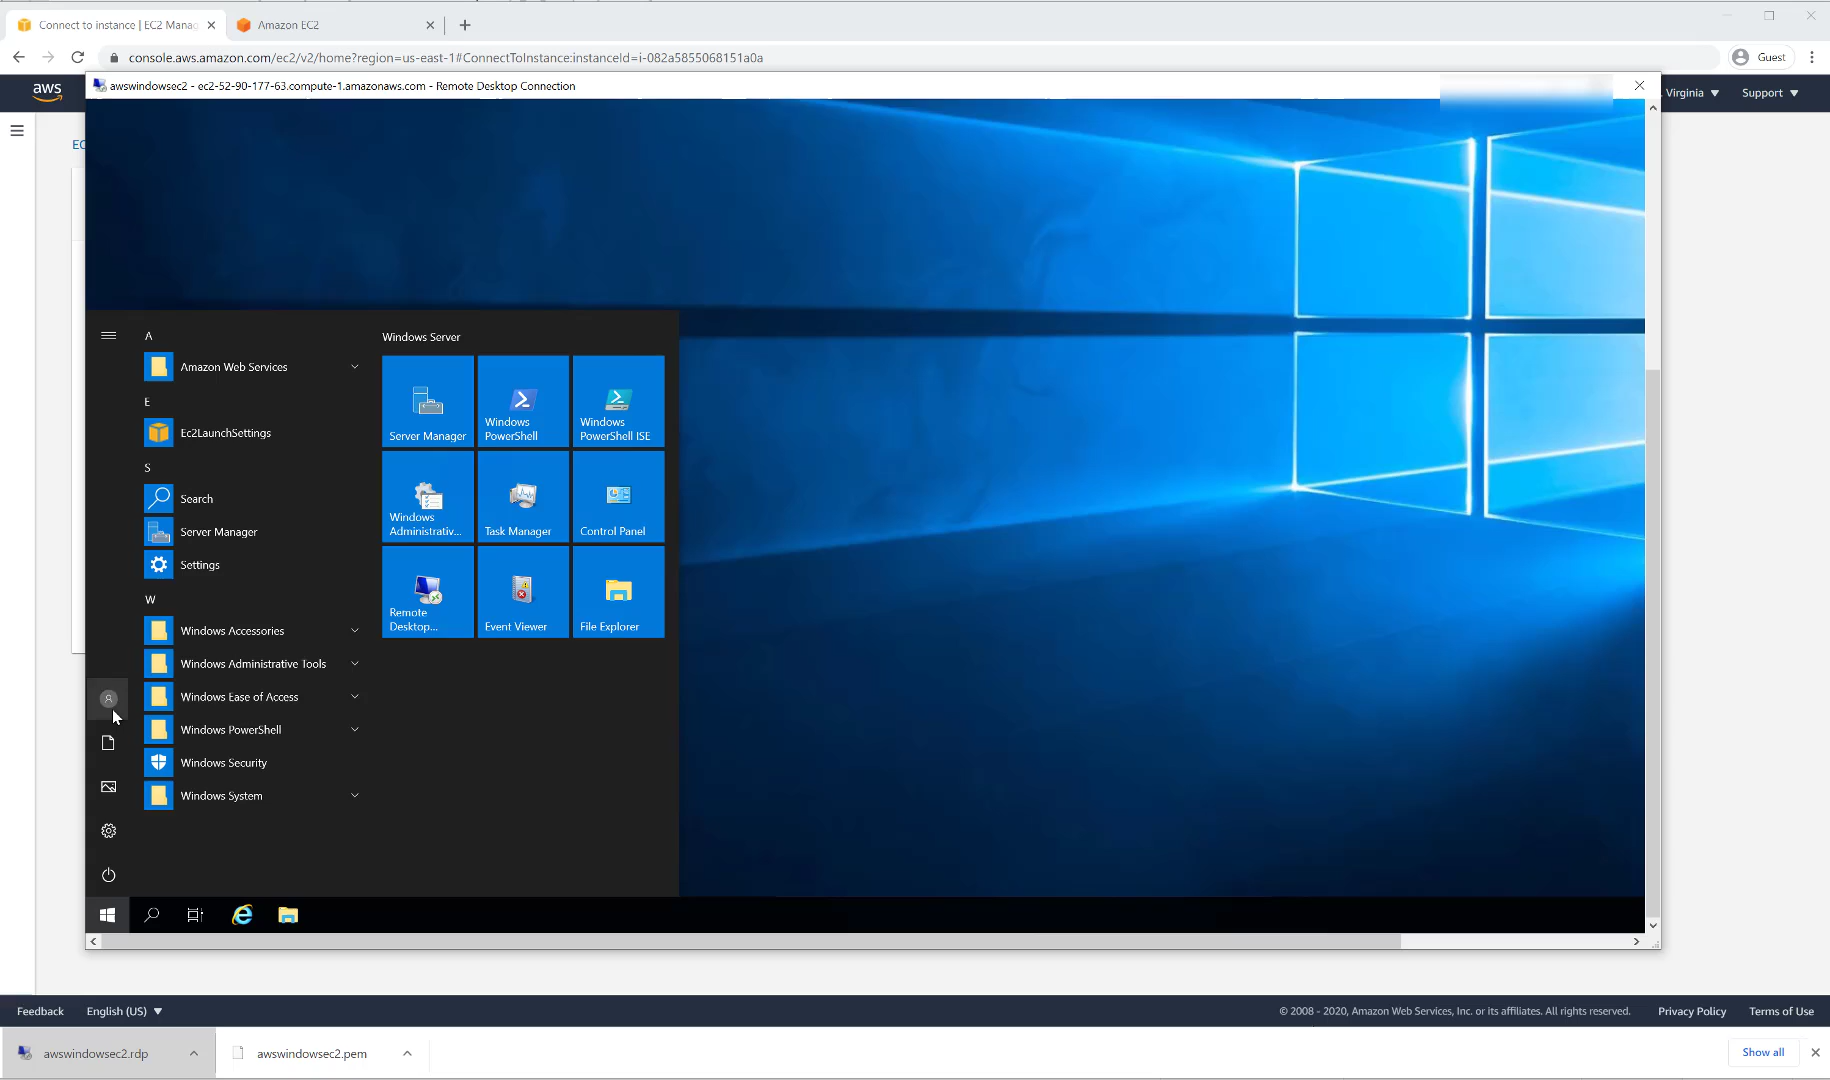 Connect to instance | EC2 Manag
Amazon EC2
console.aws.amazon.com/ec2/v2/home?region=us-east-1#ConnectToInstance:instanceId=i-082a5855068151a0a
Guest
aws
awswindowsec2 - ec2-52-90-177-63.compute-1.amazonaws.com - Remote Desktop Connection
Virginia
Support
EC
A
Windows Server
Amazon Web Services
E
Ec2LaunchSettings
Server Manager
Windows PowerShell
Windows PowerShell ISE
S
Search
Server Manager
Settings
Windows Administrativ...
Task Manager
Control Panel
W
Windows Accessories
Remote Desktop...
Event Viewer
File Explorer
Windows Administrative Tools
Windows Ease of Access
Windows PowerShell
Windows Security
Windows System
Feedback
English (US)
© 2008 - 2020, Amazon Web Services, Inc. or its affiliates. All rights reserved.
Privacy Policy
Terms of Use
awswindowsec2.rdp
awswindowsec2.pem
Show all